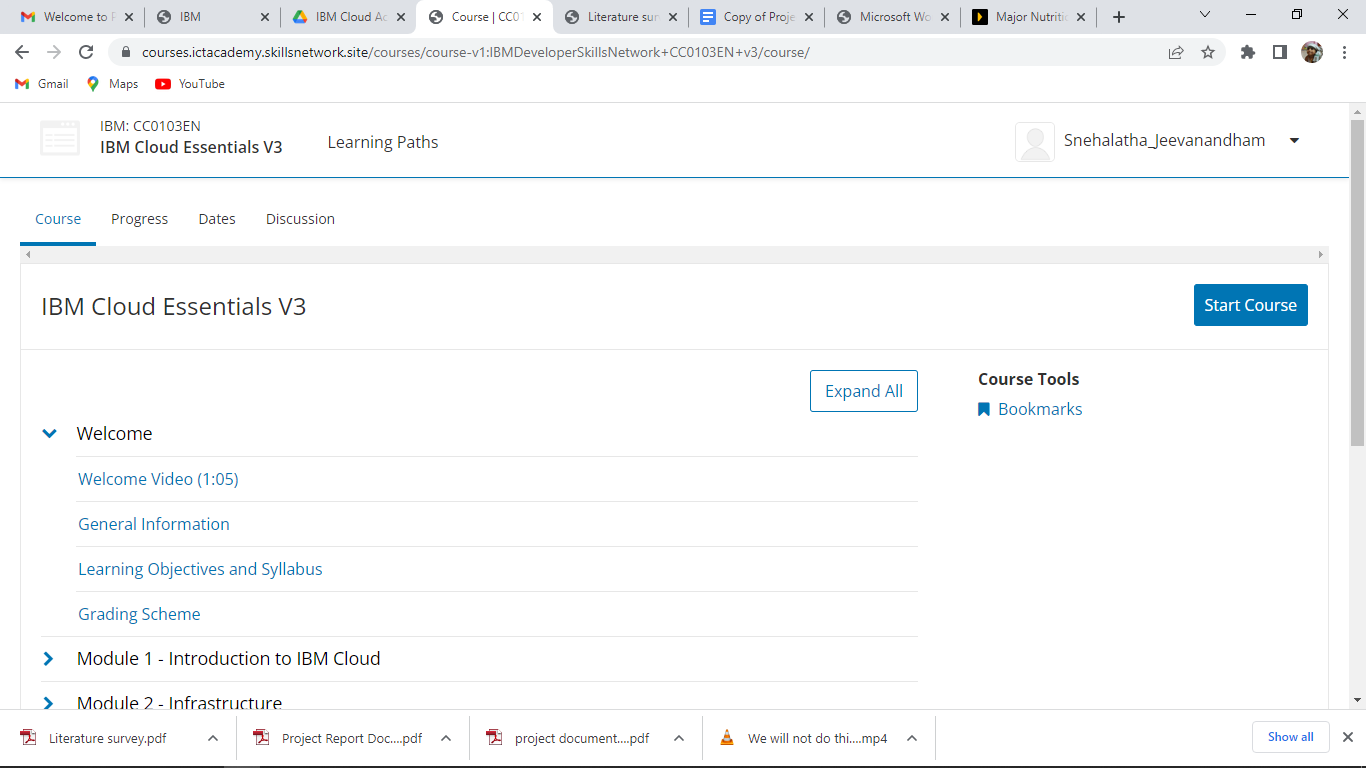 Welcome to P
IBM
IBM Cloud Ac
Course | CC01
Literature sur
Copy of Proje
Microsoft Wo
Major Nutritic
courses.ictacademy.skillsnetwork.site/courses/course-v1:IBMDeveloperSkillsNetwork+CC0103EN+v3/course/
Gmail
Maps
YouTube
IBM: CC0103EN
IBM Cloud Essentials V3
Learning Paths
Snehalatha_Jeevanandham
Course
Progress
Dates
Discussion
IBM Cloud Essentials V3
Start Course
Expand All
Course Tools
Bookmarks
Welcome
Welcome Video (1:05)
General Information
Learning Objectives and Syllabus
Grading Scheme
Module 1 - Introduction to IBM Cloud
Module 2 - Infrastructure
Literature survey.pdf
Project Report Doc....pdf
project document....pdf
We will not do thi....mp4
Show all